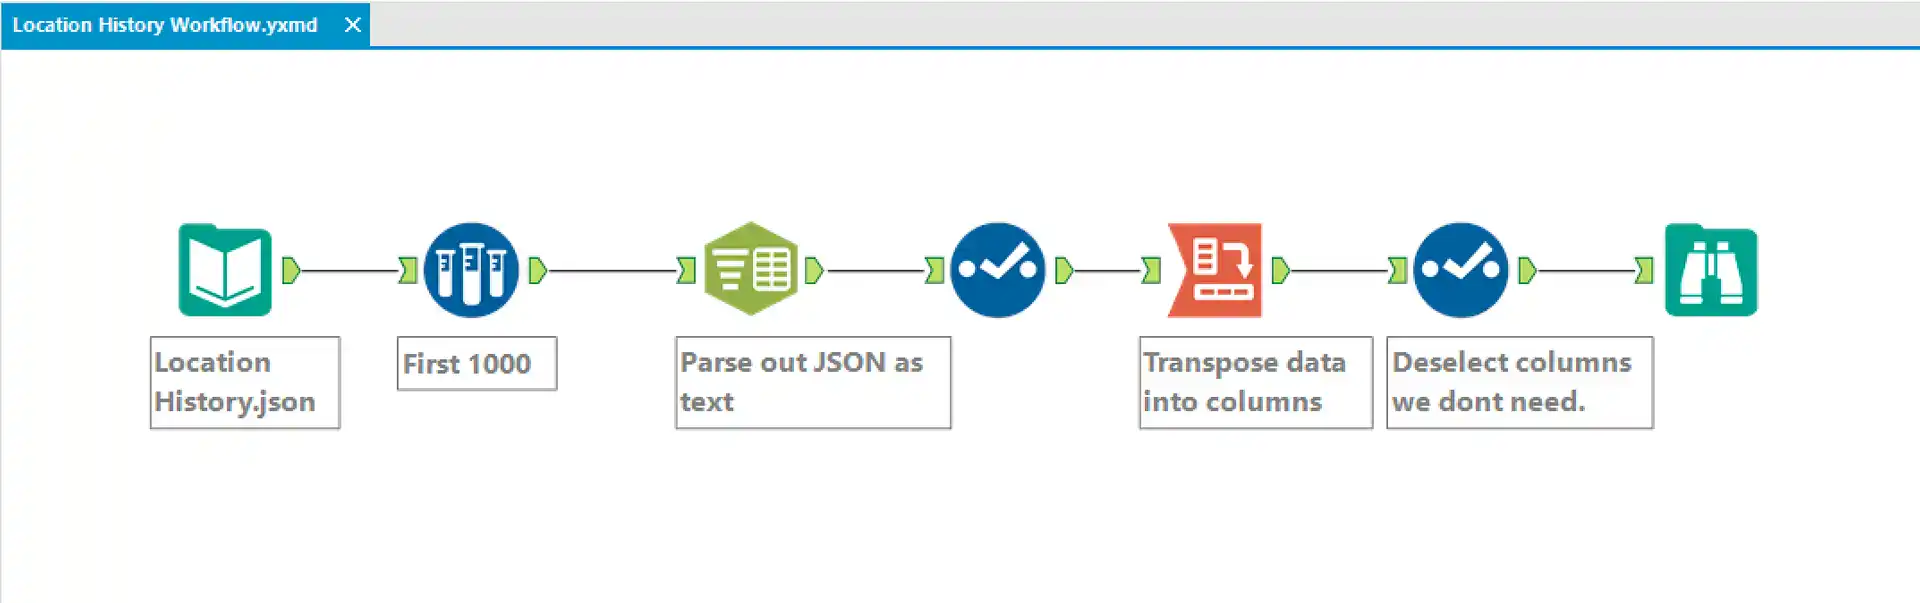 Location History Workflow.yxmd
Location
History.json
First 1000
Parse out JSON as
text
Transpose data
into columns
Deselect columns
we dont need.